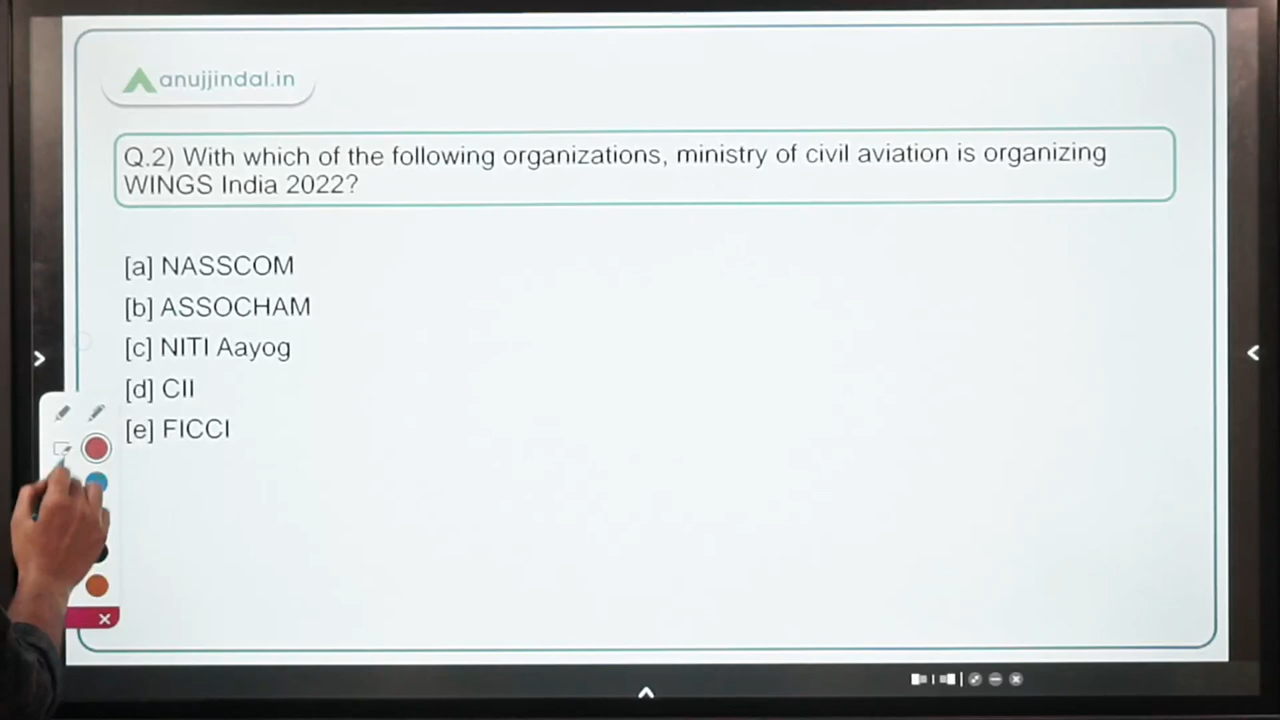 anujjindal.in
Q.2) With which of the following organizations, ministry of civil aviation is organizing
WINGS India 2022?
[a] NASSCOM
[b] ASSOCHAM
[c] NITI Aayog
[d] CII
[e] FICCI